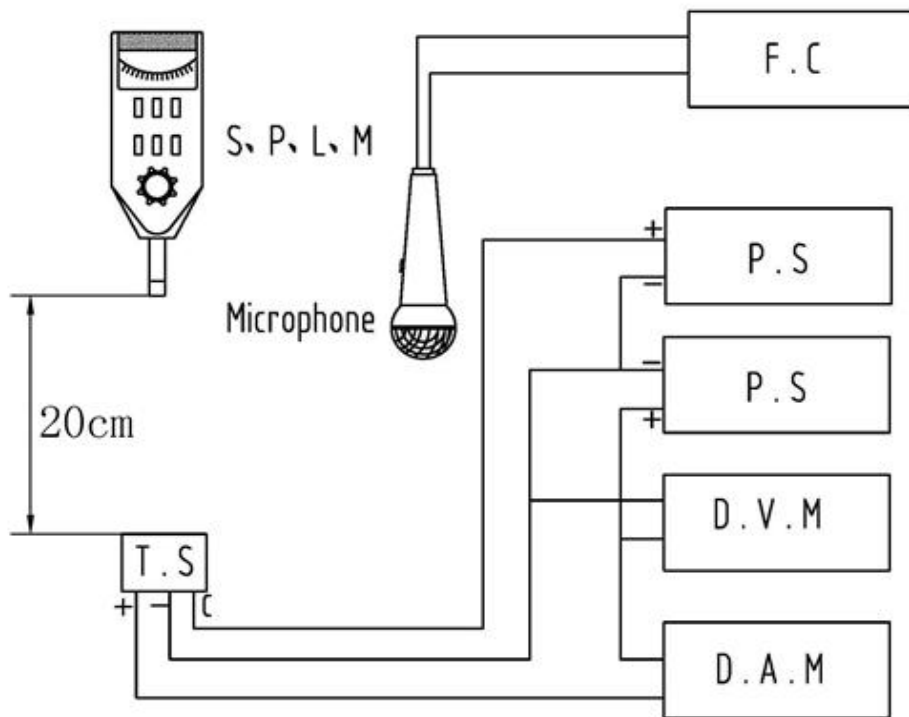 F.C
S、P、L、M
+
P.S
−
Microphone
−
P.S
+
20cm
D.V.M
T.S
+
−
C
D.A.M